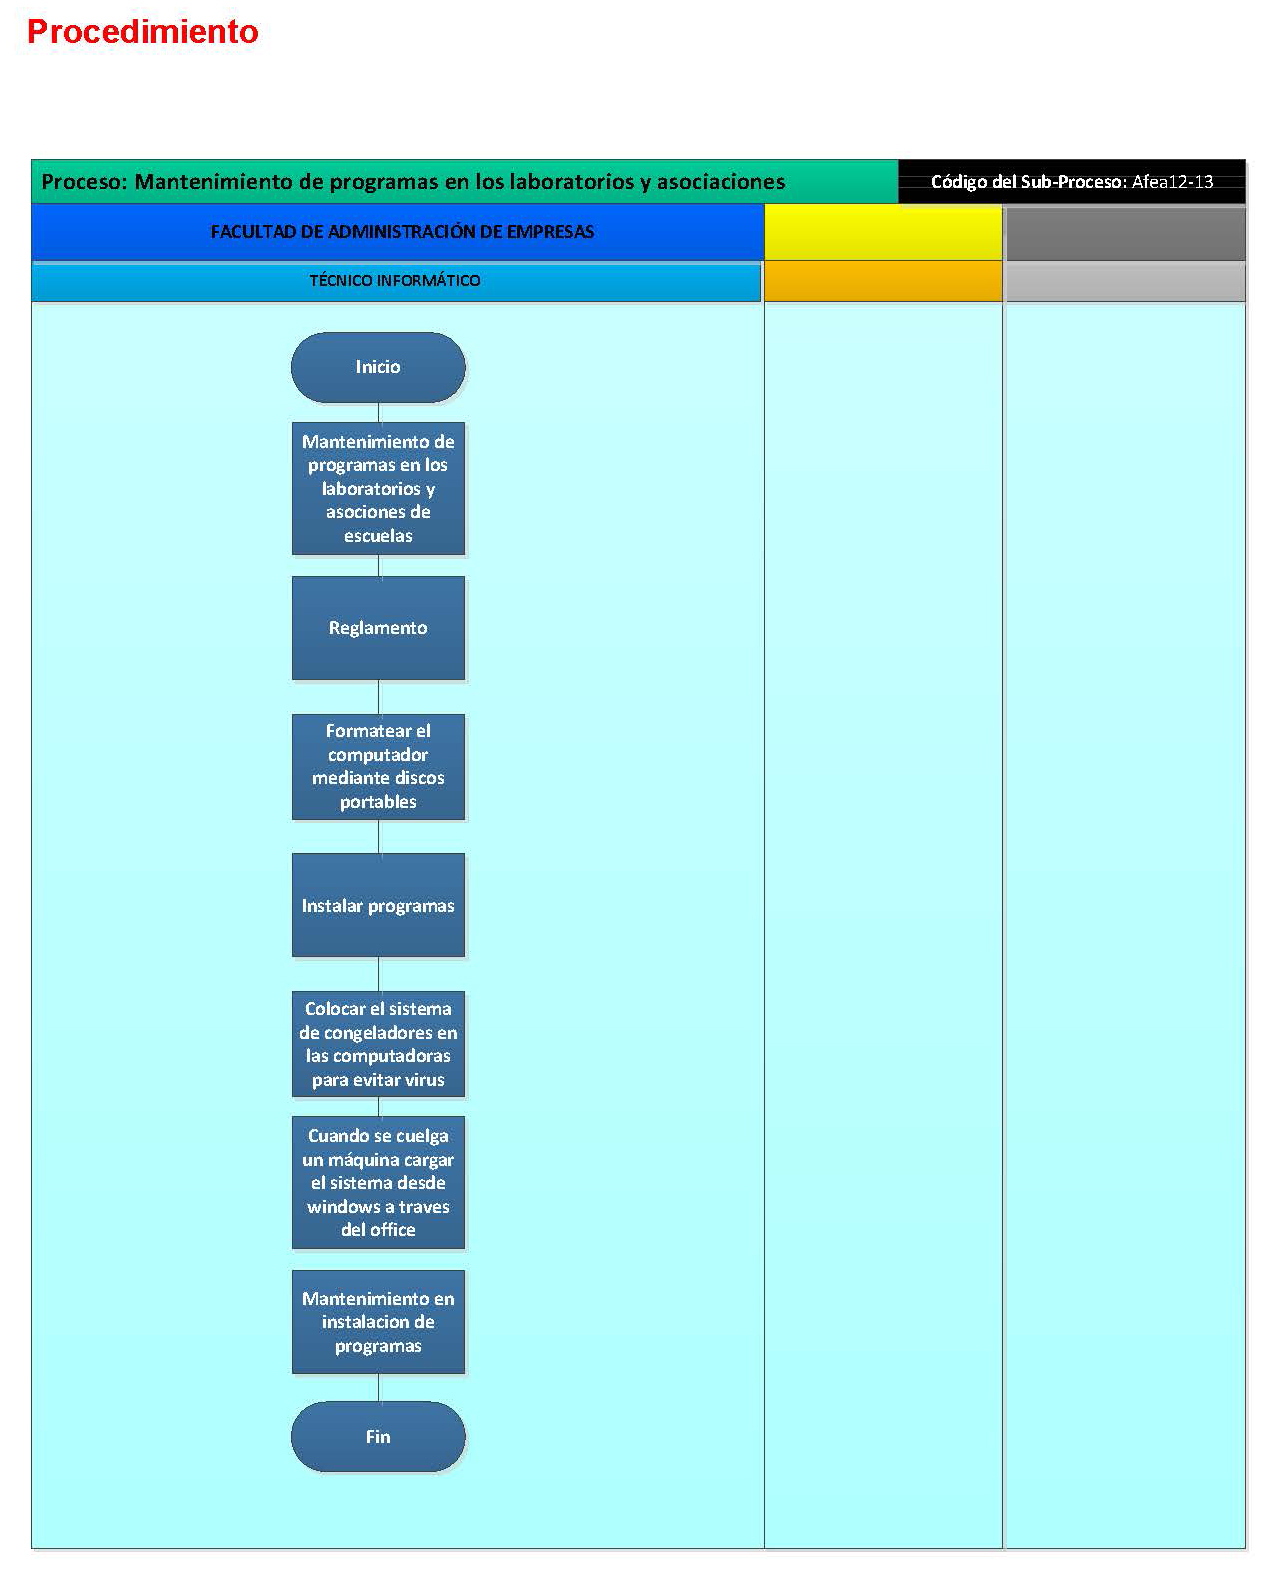 Procedimiento
Proceso: Mantenimiento de programas en los laboratorios y asociaciones
Código del Sub-Proceso: Afea12-13
FACULTAD DE ADMINISTRACIÓN DE EMPRESAS
TÉCNICO INFORMÁTICO
Inicio
Mantenimiento de
programas en los
laboratorios y
asociones de
escuelas
Reglamento
Formatear el
computador
mediante discos
portables
Instalar programas
Colocar el sistema
de congeladores en
las computadoras
para evitar virus
Cuando se cuelga
un máquina cargar
el sistema desde
windows a traves
del office
Mantenimiento en
instalacion de
programas
Fin